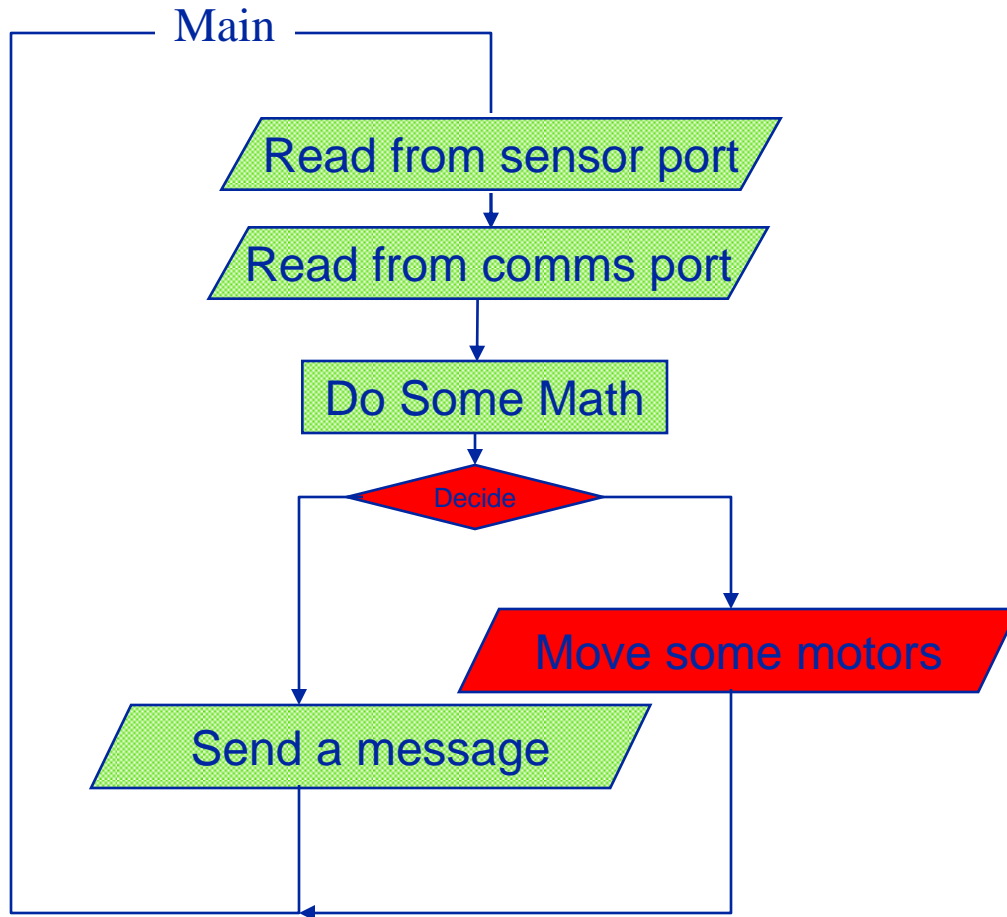 Main
Read from sensor port
Read from comms port
Do Some Math
Decide
Move some motors
Send a message